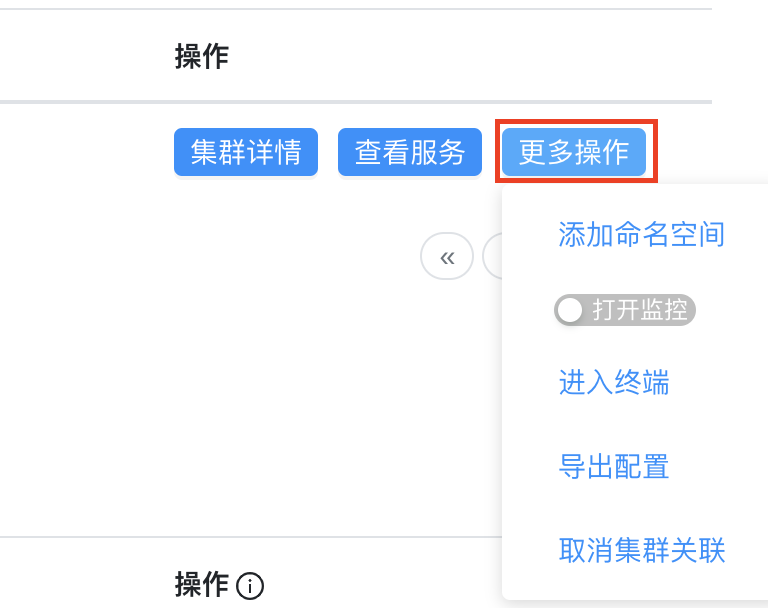 操作
集群详情 查看服务 更多操作
添加命名空间
«
打开监控
进入终端
导出配置
取消集群关联
操作